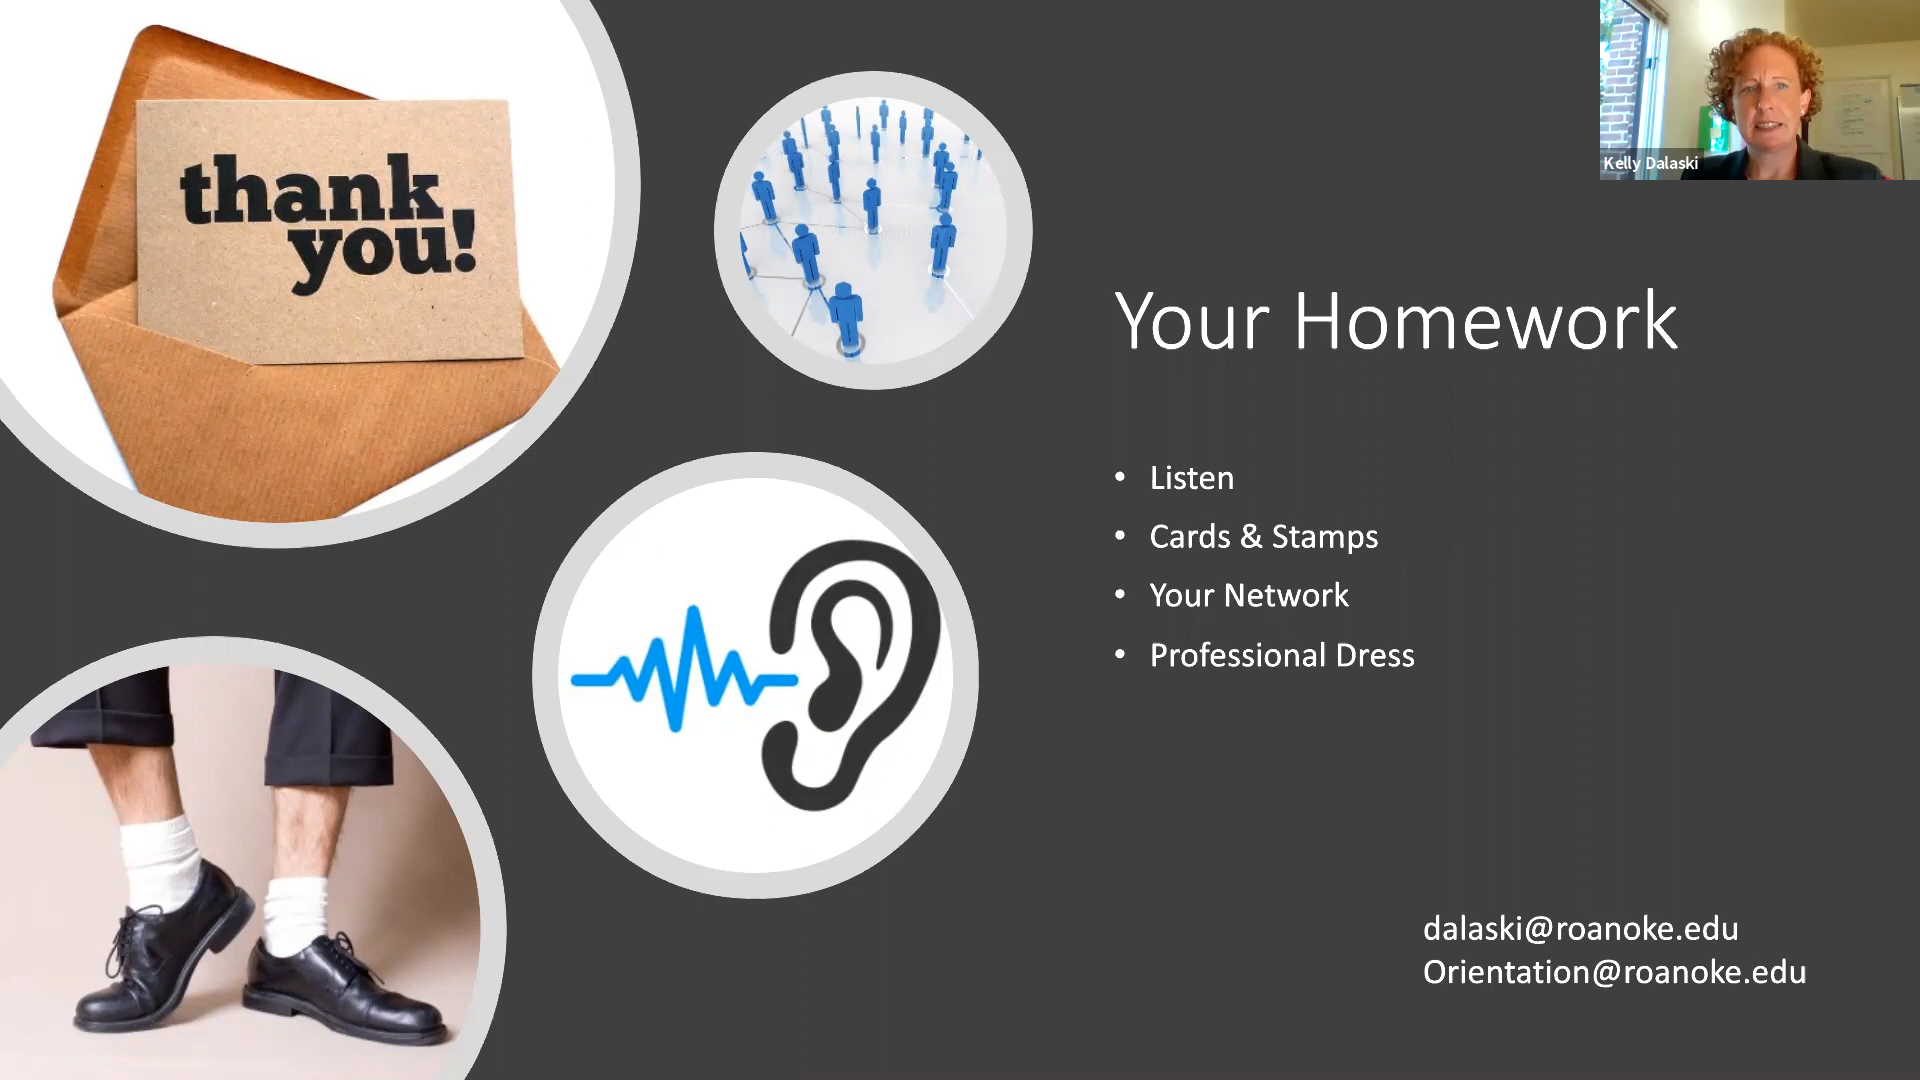 thank
you!
Kelly Dalaski
Your Homework
• Listen
• Cards & Stamps
• Your Network
• Professional Dress
dalaski@roanoke.edu
Orientation@roanoke.edu